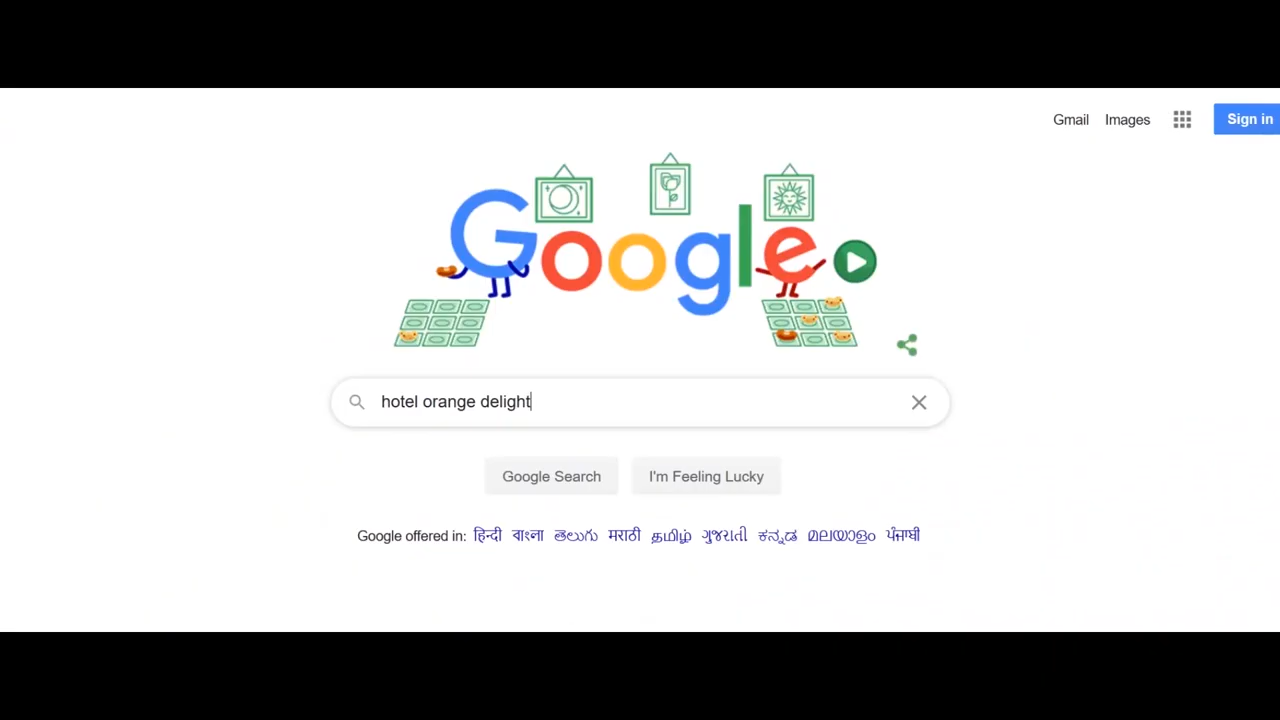 Gmail Images Sign in
Google
hotel orange delight
Google Search I'm Feeling Lucky
Google offered in: हिन्दी বাংলা తెలుగు मराठी தமிழ் ગુજરાતી ಕನ್ನಡ മലയാളം ਪੰਜਾਬੀ